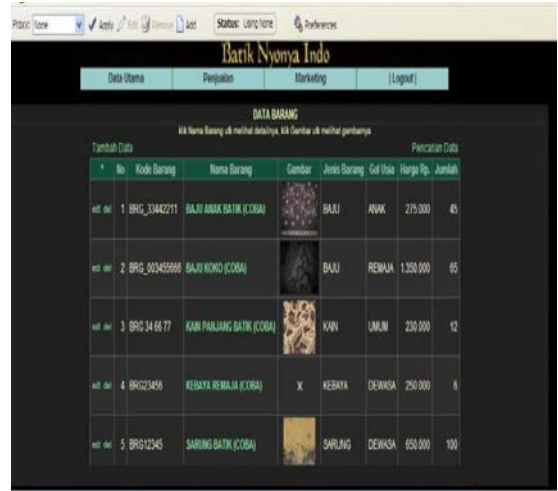 Proxy: None Apply Edit Remove Add Status: Using None Preferences
Batik Nyonya Indo
Data Utama Penjualan Marketing | Logout |
DATA BARANG
klik Nama Barang utk melihat detailnya, klik Gambar utk melihat gambarnya
Tambah Data Pencarian Data
* No Kode Barang Nama Barang Gambar Jenis Barang Gol Usia Harga Rp. Jumlah
edt del 1 BRG_33442211 BAJU ANAK BATIK (COBA) BAJU ANAK 275.000 45
edt del 2 BRG_003455666 BAJU KOKO (COBA) BAJU REMAJA 1.350.000 65
edt del 3 BRG 34 66 77 KAIN PANJANG BATIK (COBA) KAIN UMUM 230.000 12
edt del 4 BRG23456 KEBAYA REMAJA (COBA) X KEBAYA DEWASA 250.000 6
edt del 5 BRG12345 SARUNG BATIK (COBA) SARUNG DEWASA 650.000 100